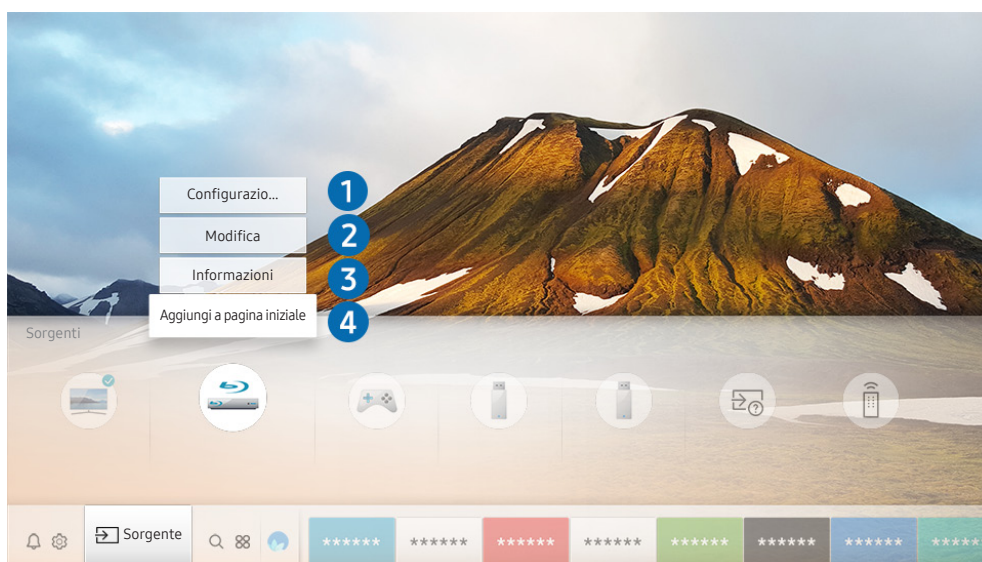 Configurazio...
1
Modifica
2
Informazioni
3
Aggiungi a pagina iniziale
4
Sorgenti
Sorgente
******
******
******
******
******
******
******
*****